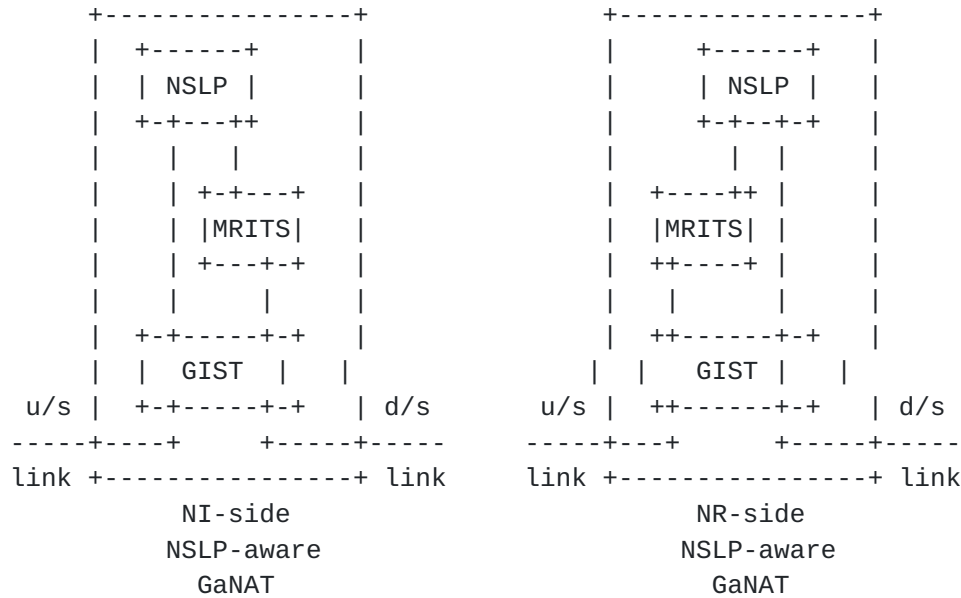 NSLP NSLP
MRITS MRITS
GIST GIST
u/s d/s u/s d/s
link link link link
NI-side NR-side
NSLP-aware NSLP-aware
GaNAT GaNAT